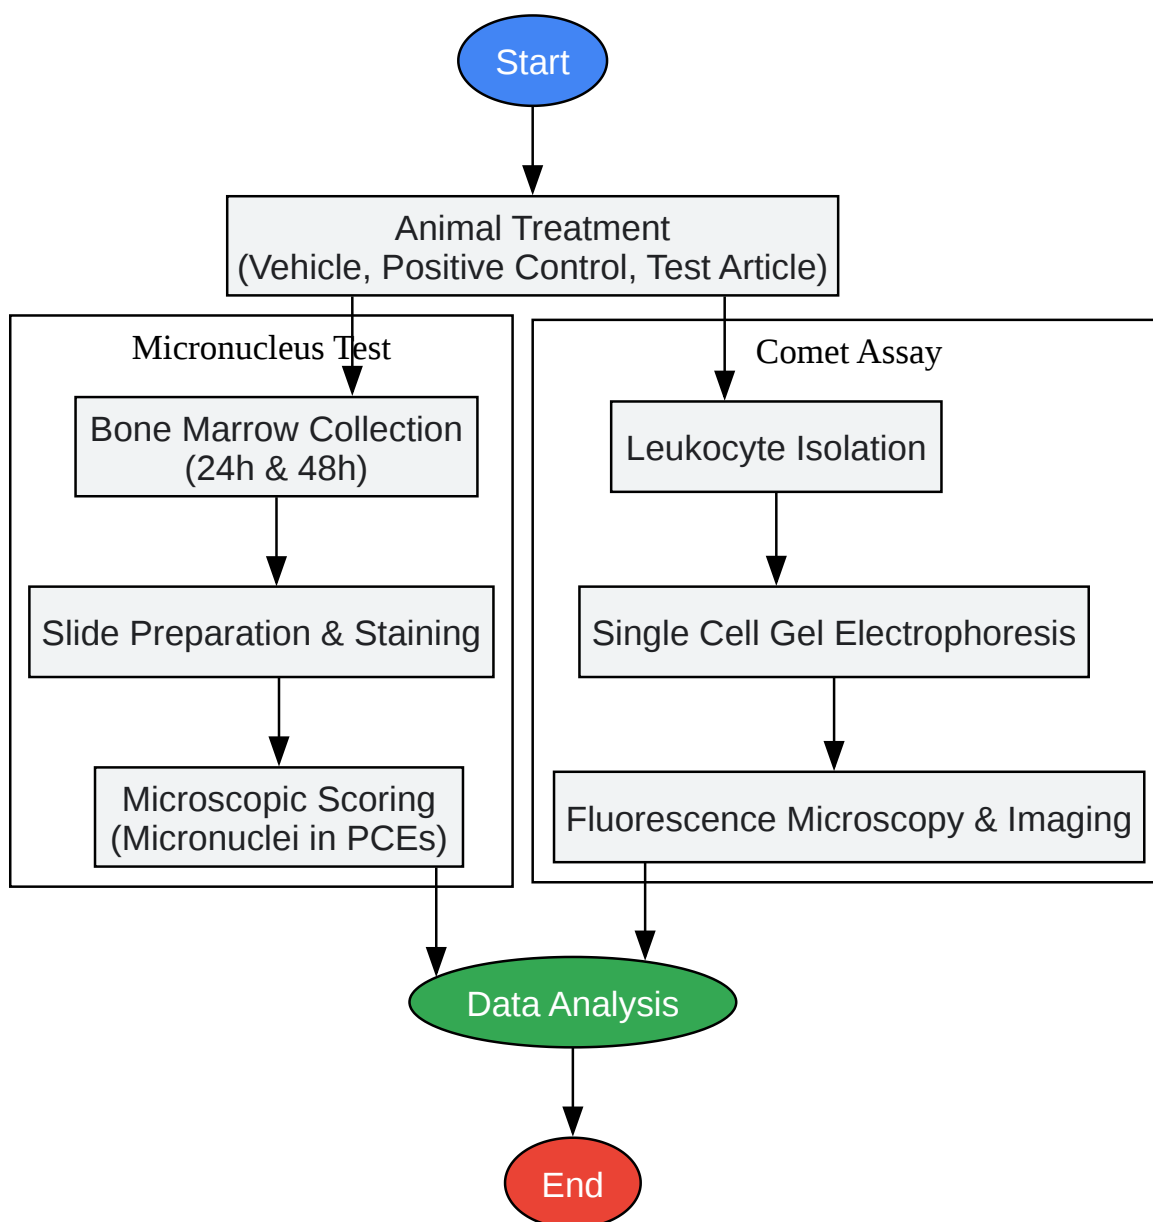 Start
Animal Treatment
(Vehicle, Positive Control, Test Article)
Micronucleus Test
Bone Marrow Collection
(24h & 48h)
Slide Preparation & Staining
Microscopic Scoring
(Micronuclei in PCEs)
Comet Assay
Leukocyte Isolation
Single Cell Gel Electrophoresis
Fluorescence Microscopy & Imaging
Data Analysis
End